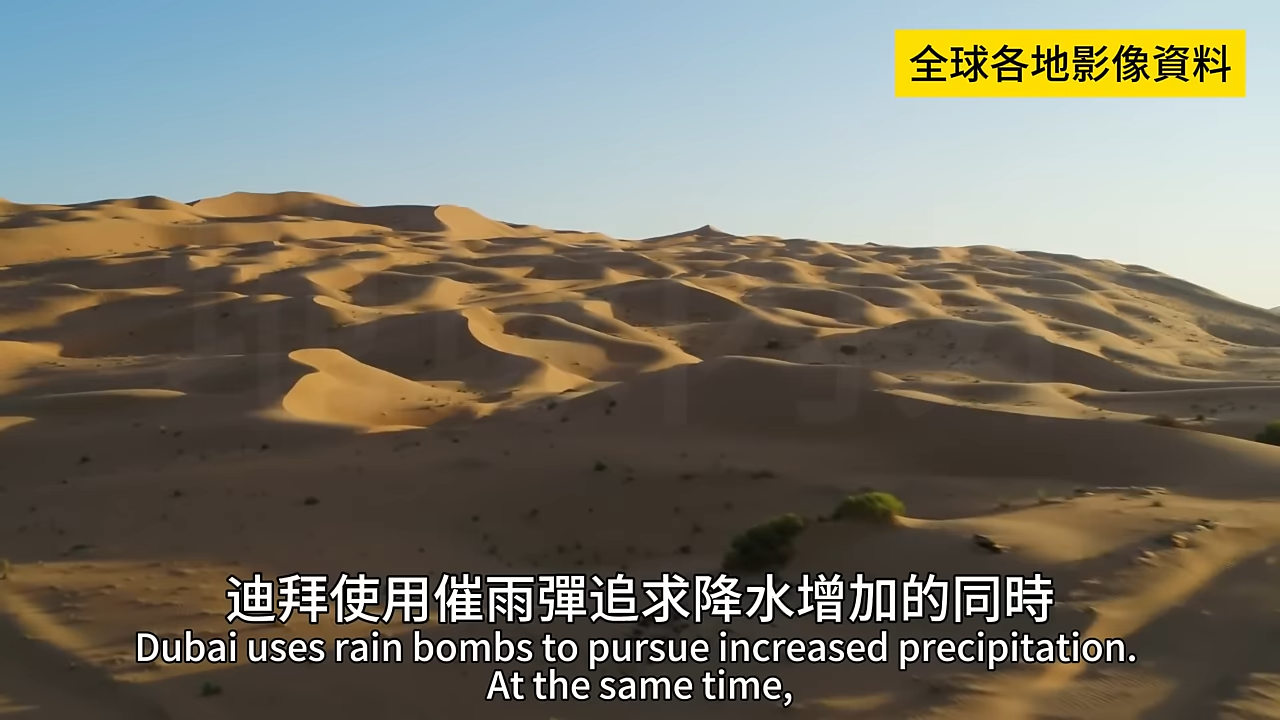 全球各地影像資料
迪拜使用催雨彈追求降水增加的同時
Dubai uses rain bombs to pursue increased precipitation.
At the same time,